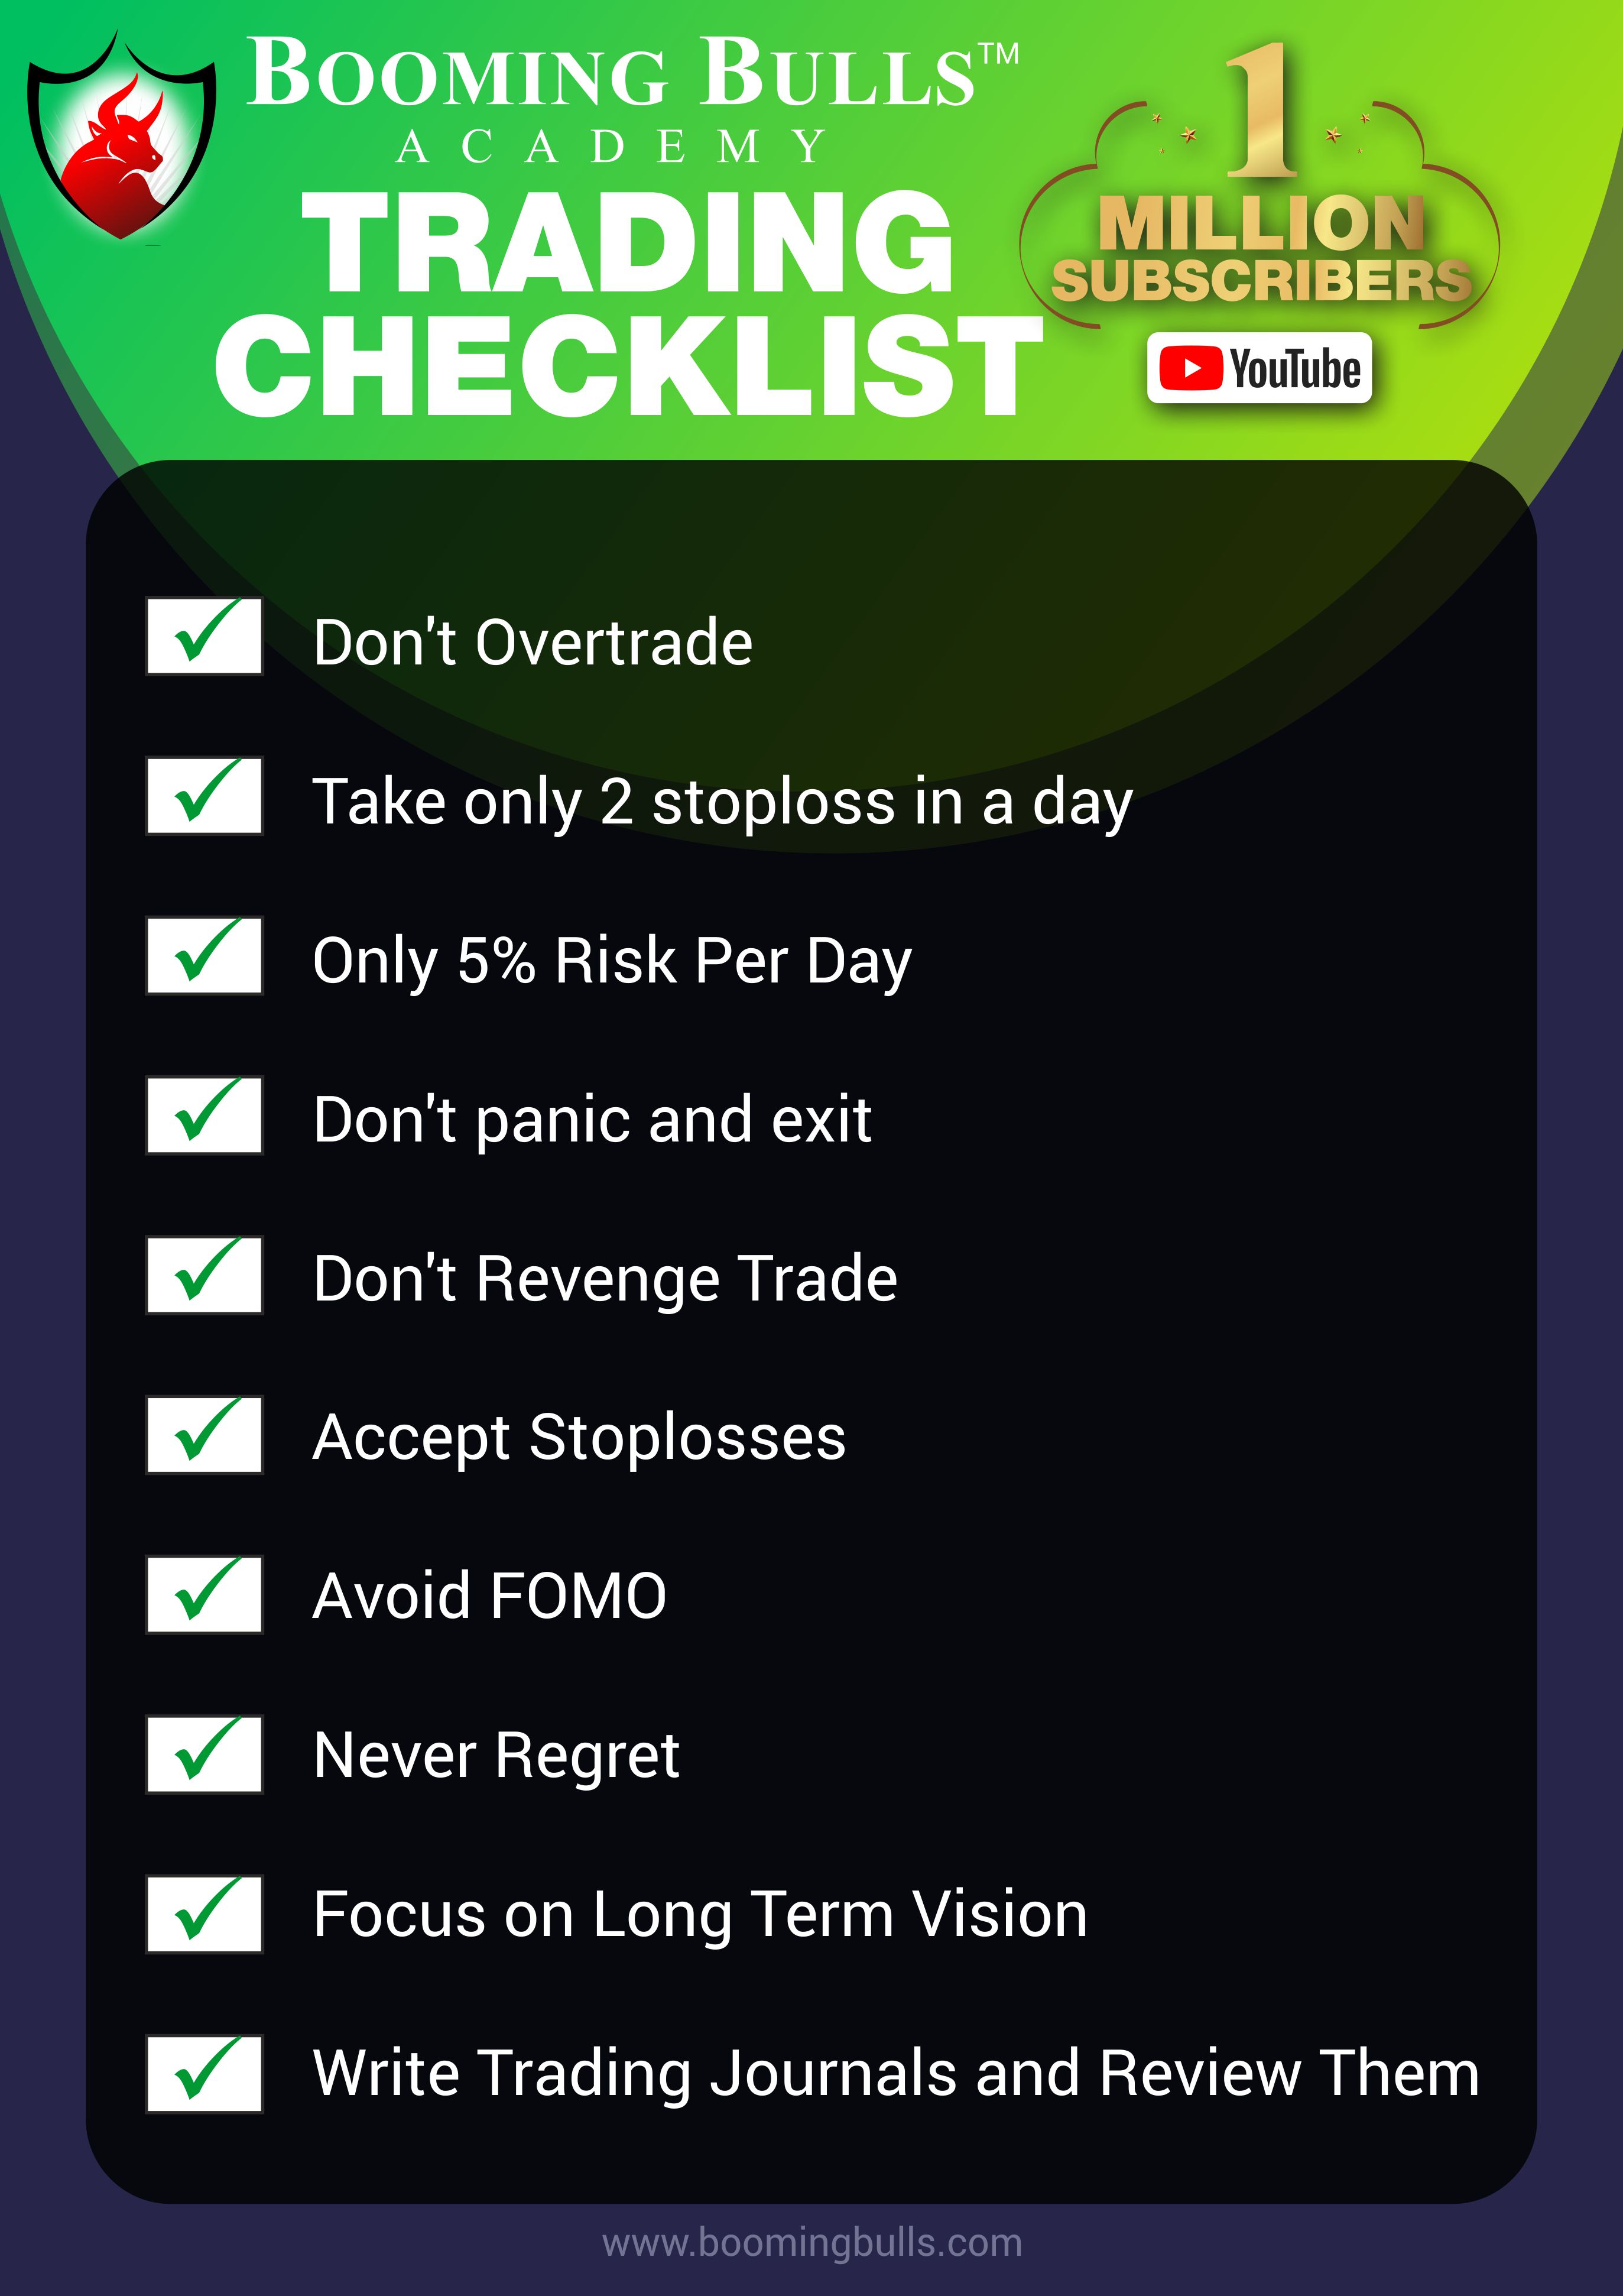 BOOMING BULLS™
ACADEMY
TRADING
CHECKLIST
1
MILLION
SUBSCRIBERS
YouTube
Don't Overtrade
Take only 2 stoploss in a day
Only 5% Risk Per Day
Don't panic and exit
Don't Revenge Trade
Accept Stoplosses
Avoid FOMO
Never Regret
Focus on Long Term Vision
Write Trading Journals and Review Them
www.boomingbulls.com